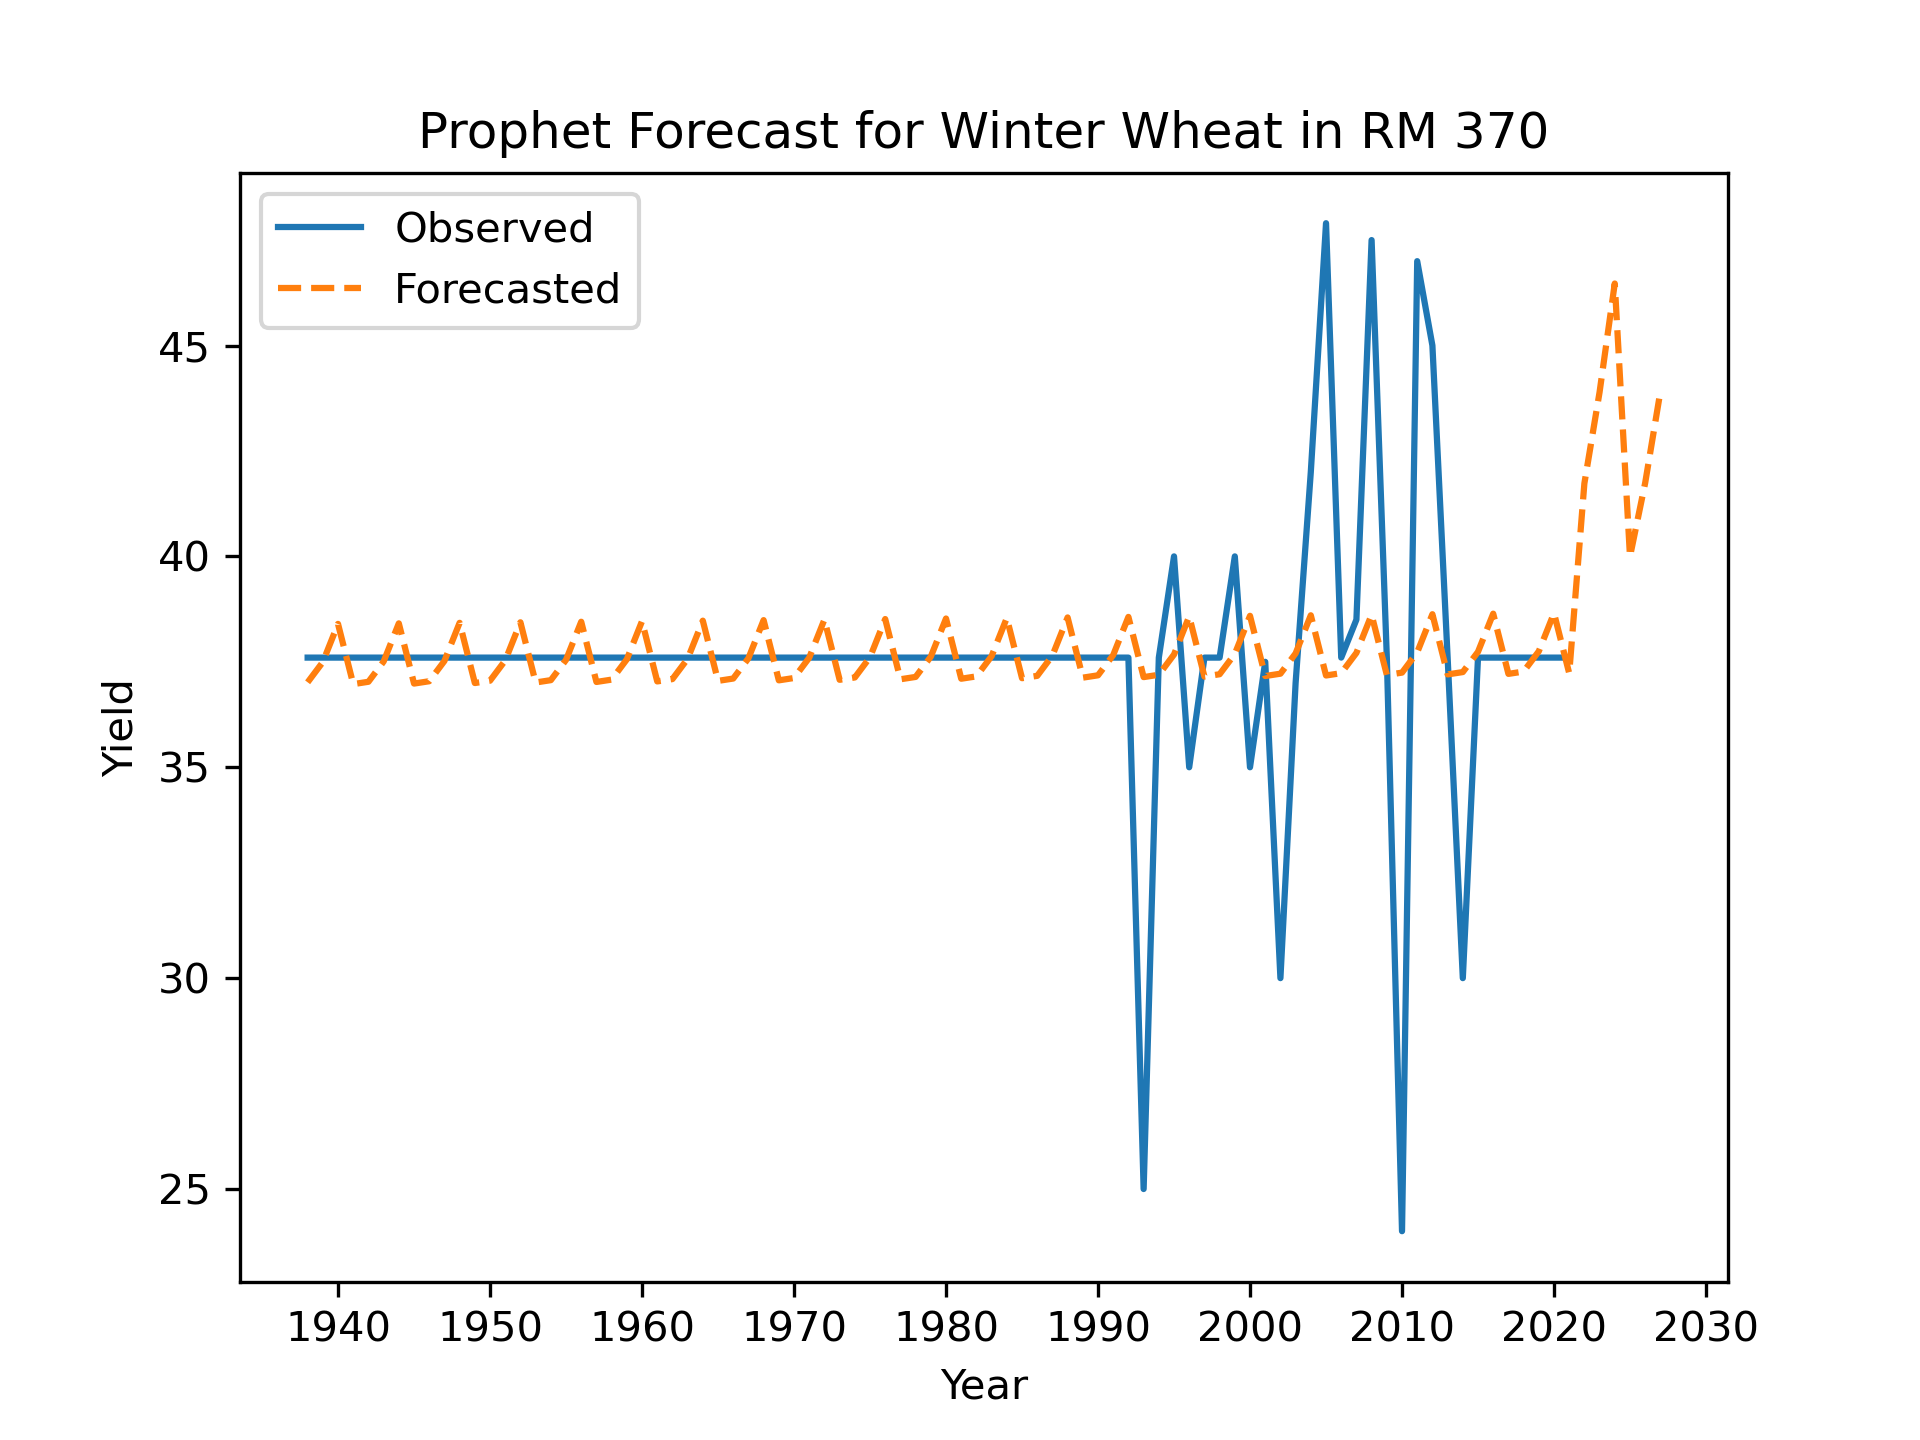 Prophet Forecast for Winter Wheat in RM 370
Observed
Forecasted
45
40
35
30
25
Yield
1940 1950 1960 1970 1980 1990 2000 2010 2020 2030
Year